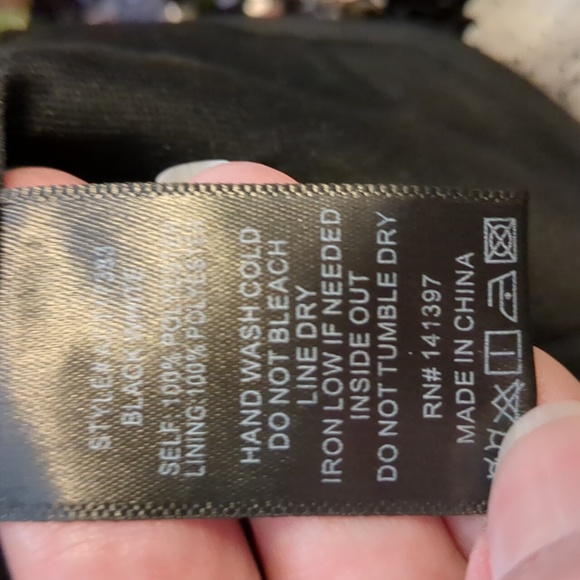 STYLE#
BLACK WHITE
SELF: 100% POLYESTER
LINING:100% POLYESTER
HAND WASH COLD
DO NOT BLEACH
LINE DRY
IRON LOW IF NEEDED
INSIDE OUT
DO NOT TUMBLE DRY
RN# 141397
MADE IN CHINA